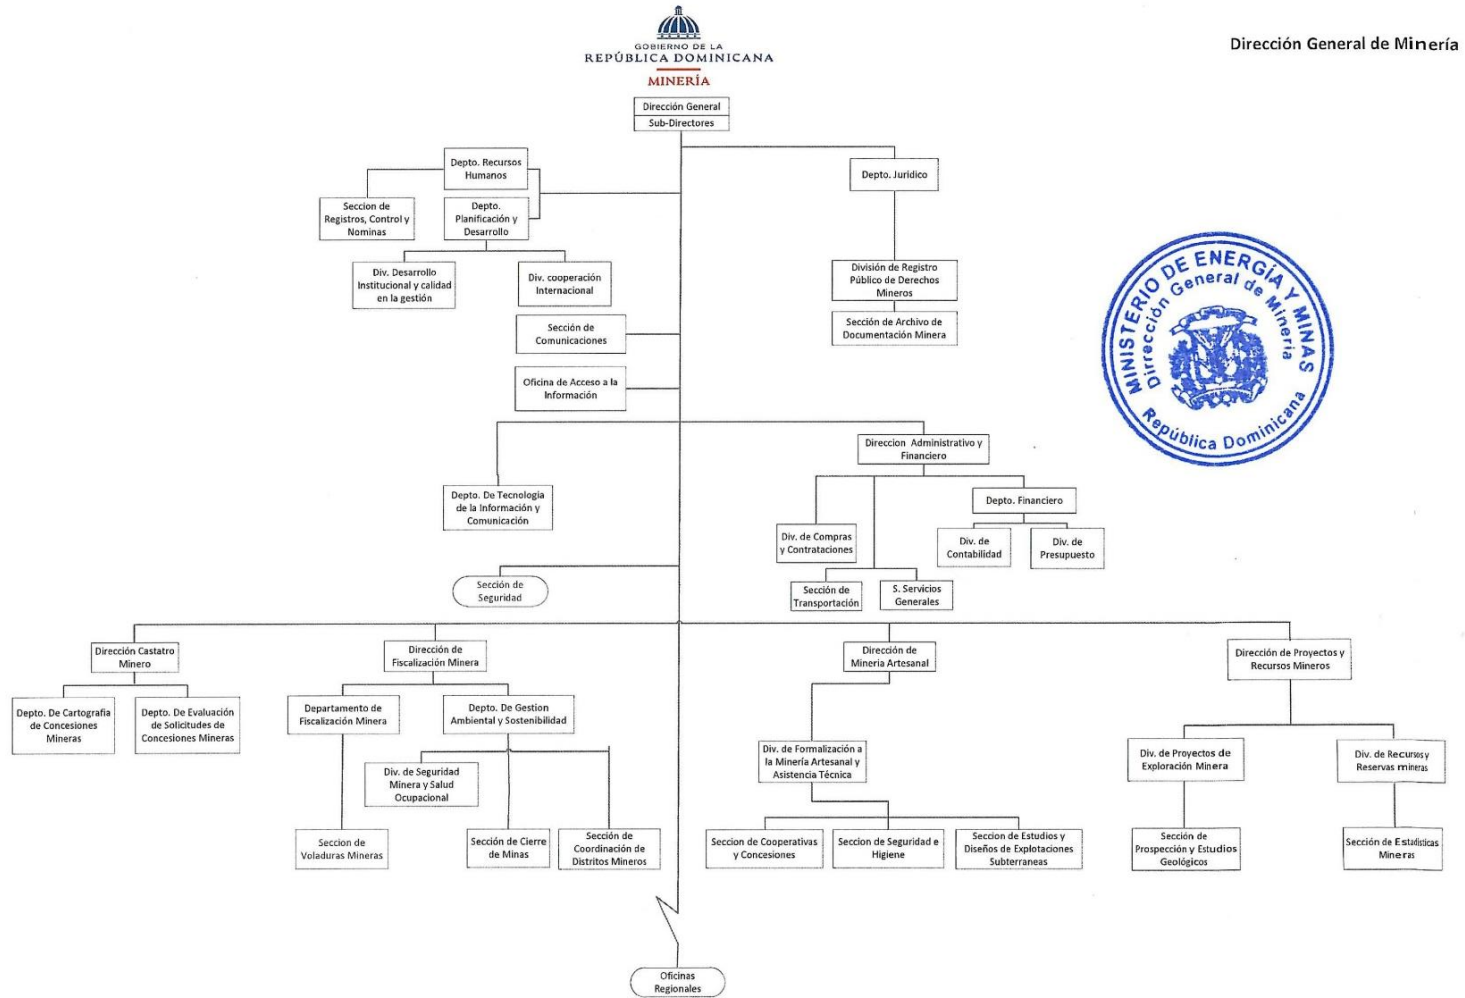 GOBIERNO DE LA
REPÚBLICA DOMINICANA
MINERÍA
Dirección General de Minería
Dirección General
Sub-Directores
Depto. Recursos
Humanos
Depto. Juridico
Seccion de
Registros, Control y
Nominas
Depto.
Planificación y
Desarrollo
Div. Desarrollo
Institucional y calidad
en la gestión
Div. cooperación
Internacional
División de Registro
Público de Derechos
Mineros
Sección de Archivo de
Documentación Minera
Sección de
Comunicaciones
Oficina de Acceso a la
Información
MINISTERIO DE ENERGÍA Y MINAS
Dirrección General de Minería
República Dominicana
Direccion Administrativo y
Financiero
Depto. De Tecnologia
de la Información y
Comunicación
Depto. Financiero
Div. de Compras
y Contrataciones
Div. de
Contabilidad
Div. de
Presupuesto
Sección de
Seguridad
Sección de
Transportación
S. Servicios
Generales
Dirección Castatro
Minero
Dirección de
Fiscalización Minera
Dirección de
Mineria Artesanal
Dirección de Proyectos y
Recursos Mineros
Depto. De Cartografia
de Concesiones
Mineras
Depto. De Evaluación
de Solicitudes de
Concesiones Mineras
Departamento de
Fiscalización Minera
Depto. De Gestion
Ambiental y Sostenibilidad
Div. de Formalización a
la Minería Artesanal y
Asistencia Técnica
Div. de Proyectos de
Exploración Minera
Div. de Recursos y
Reservas mineras
Div. de Seguridad
Minera y Salud
Ocupacional
Seccion de
Voladuras Mineras
Sección de Cierre
de Minas
Sección de
Coordinación de
Distritos Mineros
Seccion de Cooperativas
y Concesiones
Seccion de Seguridad e
Higiene
Seccion de Estudios y
Diseños de Explotaciones
Subterraneas
Sección de
Prospección y Estudios
Geológicos
Sección de Estadísticas
Mineras
Oficinas
Regionales